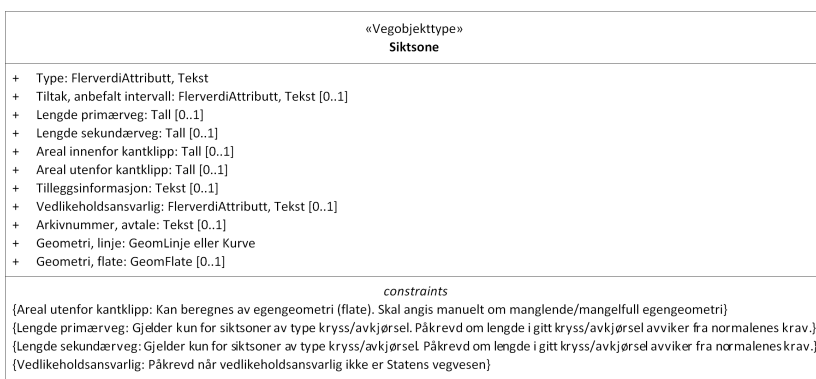 «Vegobjekttype»
Siktsone
+ Type: FlerverdiAttributt, Tekst
+ Tiltak, anbefalt intervall: FlerverdiAttributt, Tekst [0..1]
+ Lengde primærveg: Tall [0..1]
+ Lengde sekundærveg: Tall [0..1]
+ Areal innenfor kantklipp: Tall [0..1]
+ Areal utenfor kantklipp: Tall [0..1]
+ Tilleggsinformasjon: Tekst [0..1]
+ Vedlikeholdsansvarlig: FlerverdiAttributt, Tekst [0..1]
+ Arkivnummer, avtale: Tekst [0..1]
+ Geometri, linje: GeomLinje eller Kurve
+ Geometri, flate: GeomFlate [0..1]
constraints
{Areal utenfor kantklipp: Kan beregnes av egengeometri (flate). Skal angis manuelt om manglende/mangelfull egengeometri}
{Lengde primærveg: Gjelder kun for siktsoner av type kryss/avkjørsel. Påkrevd om lengde i gitt kryss/avkjørsel avviker fra normalenes krav.}
{Lengde sekundærveg: Gjelder kun for siktsoner av type kryss/avkjørsel. Påkrevd om lengde i gitt kryss/avkjørsel avviker fra normalenes krav.}
{Vedlikeholdsansvarlig: Påkrevd når vedlikeholdsansvarlig ikke er Statens vegvesen}